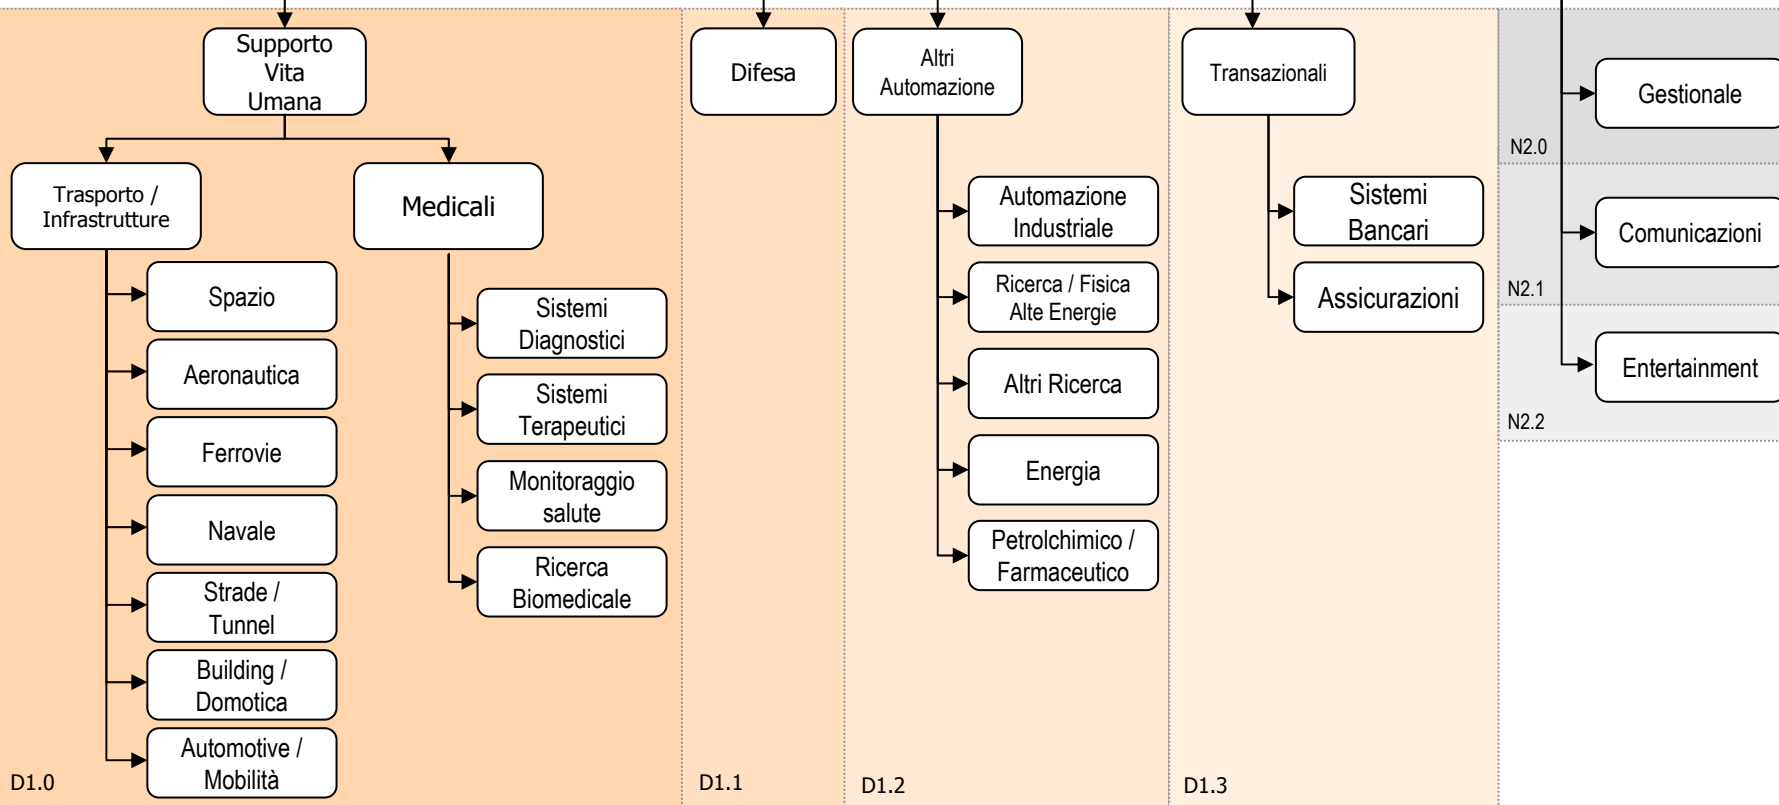 Supporto
Vita
Umana
Trasporto /
Infrastrutture
Spazio
Aeronautica
Ferrovie
Navale
Strade /
Tunnel
Building /
Domotica
Automotive /
Mobilità
Medicali
Sistemi
Diagnostici
Sistemi
Terapeutici
Monitoraggio
salute
Ricerca
Biomedicale
D1.0
Difesa
D1.1
Altri
Automazione
Automazione
Industriale
Ricerca / Fisica
Alte Energie
Altri Ricerca
Energia
Petrolchimico /
Farmaceutico
D1.2
Transazionali
Sistemi
Bancari
Assicurazioni
D1.3
Gestionale
N2.0
Comunicazioni
N2.1
Entertainment
N2.2